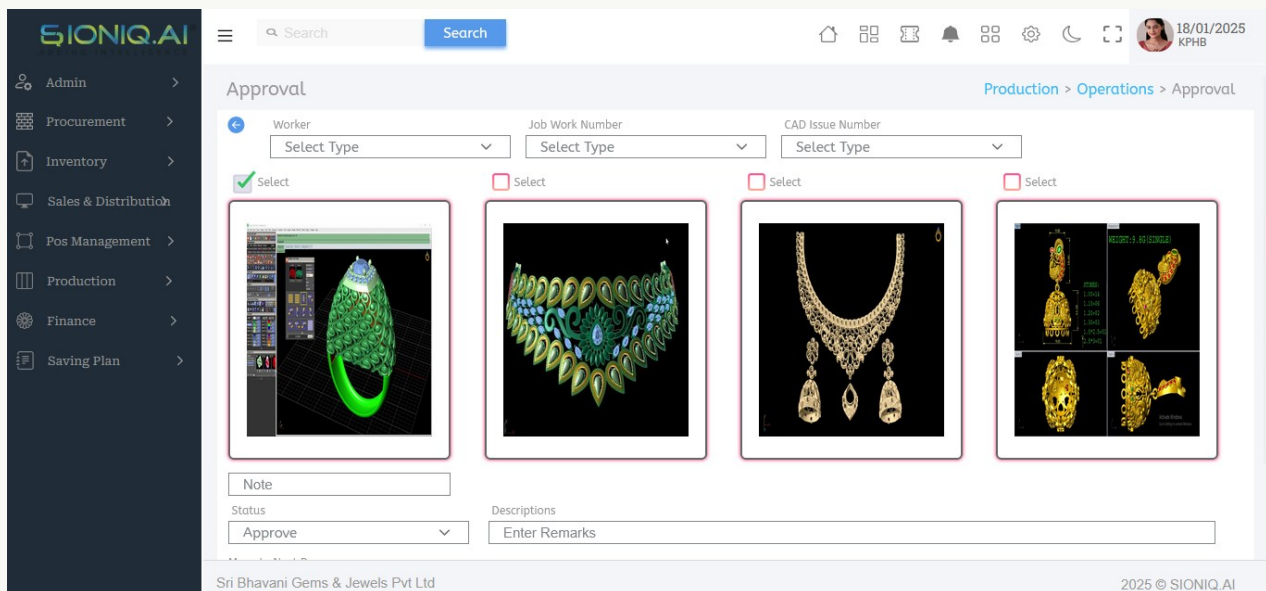 SIONIQ.AI
Search
Search
18/01/2025
KPHB
Admin
Procurement
Inventory
Sales & Distribution
Pos Management
Production
Finance
Saving Plan
Approval
Production > Operations > Approval
Worker
Job Work Number
CAD Issue Number
Select Type
Select Type
Select Type
Select
Select
Select
Select
WEIGHT:9.9G(SINGLE)
Note
Status
Descriptions
Approve
Enter Remarks
Sri Bhavani Gems & Jewels Pvt Ltd
2025 © SIONIQ.AI